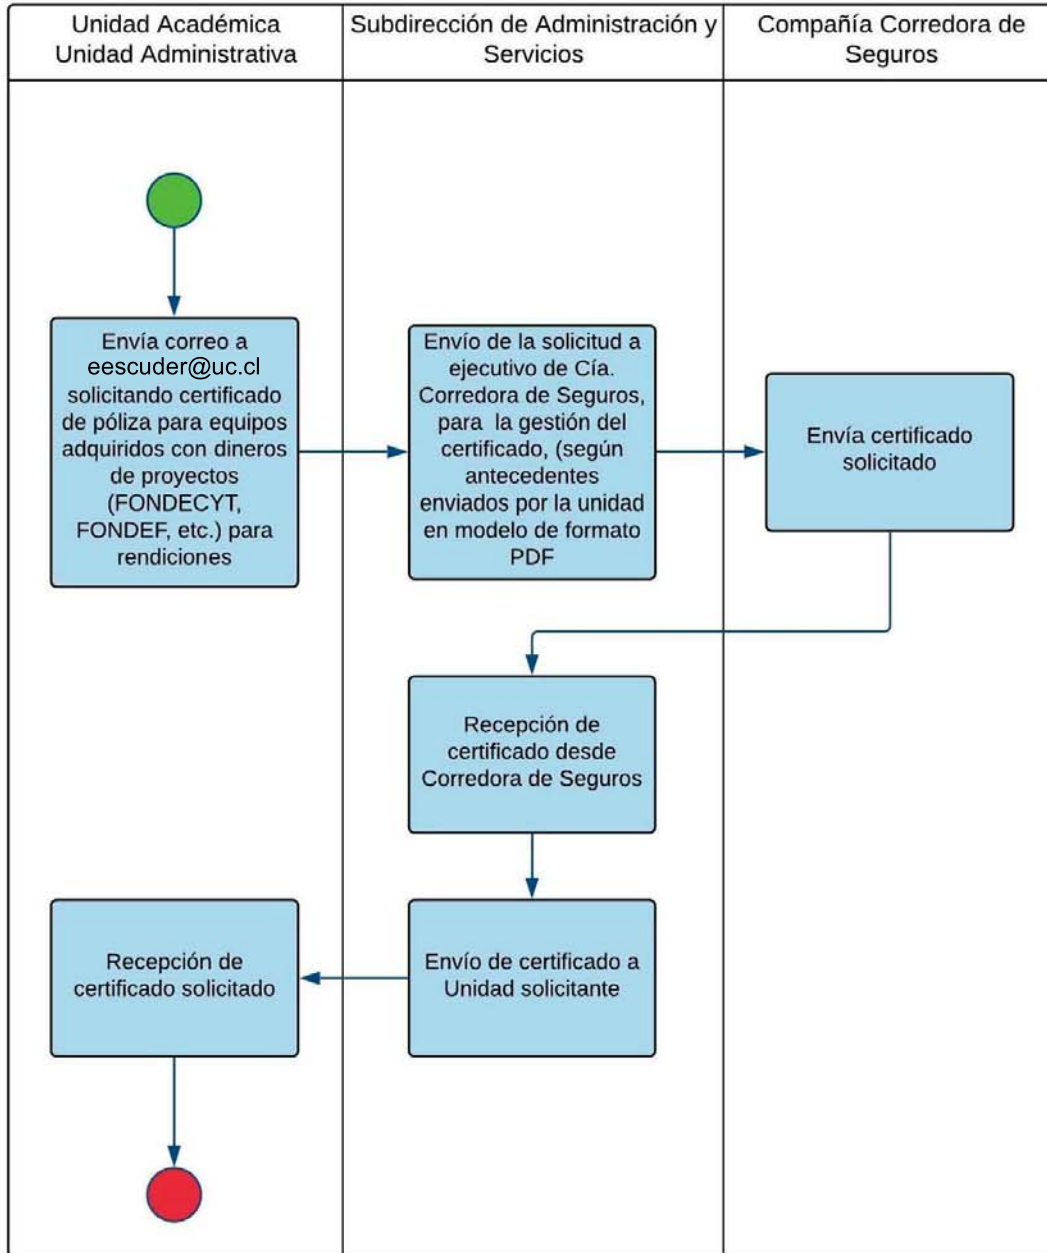 Unidad Académica
Unidad Administrativa
Subdirección de Administración y
Servicios
Compañía Corredora de
Seguros
Envía correo a
eescuder@uc.cl
solicitando certificado
de póliza para equipos
adquiridos con dineros
de proyectos
(FONDECYT,
FONDEF, etc.) para
rendiciones
Envío de la solicitud a
ejecutivo de Cía.
Corredora de Seguros,
para la gestión del
certificado, (según
antecedentes
enviados por la unidad
en modelo de formato
PDF
Envía certificado
solicitado
Recepción de
certificado desde
Corredora de Seguros
Envío de certificado a
Unidad solicitante
Recepción de
certificado solicitado